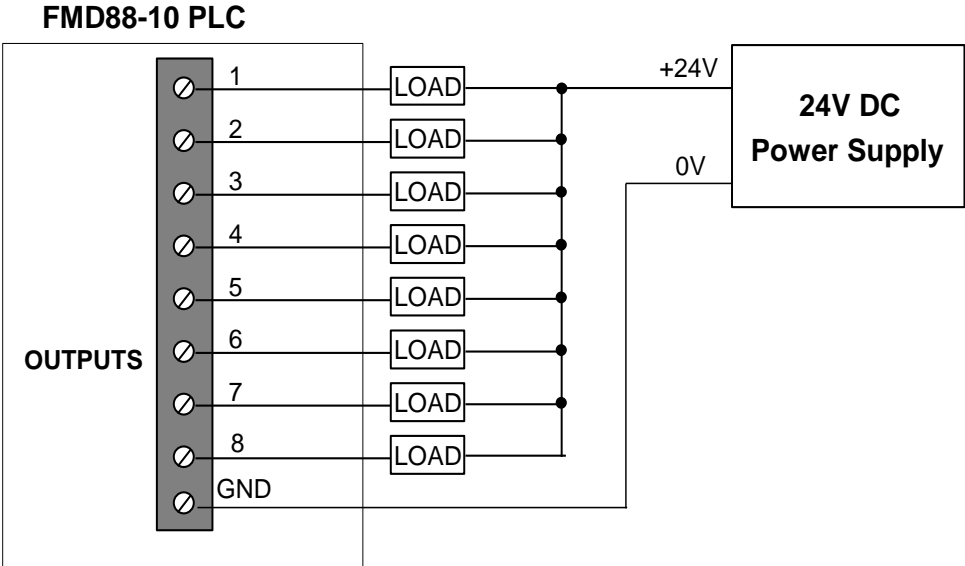 FMD88-10 PLC
1
LOAD
+24V
24V DC
Power Supply
2
LOAD
0V
3
LOAD
4
LOAD
5
LOAD
OUTPUTS
6
LOAD
7
LOAD
8
LOAD
GND